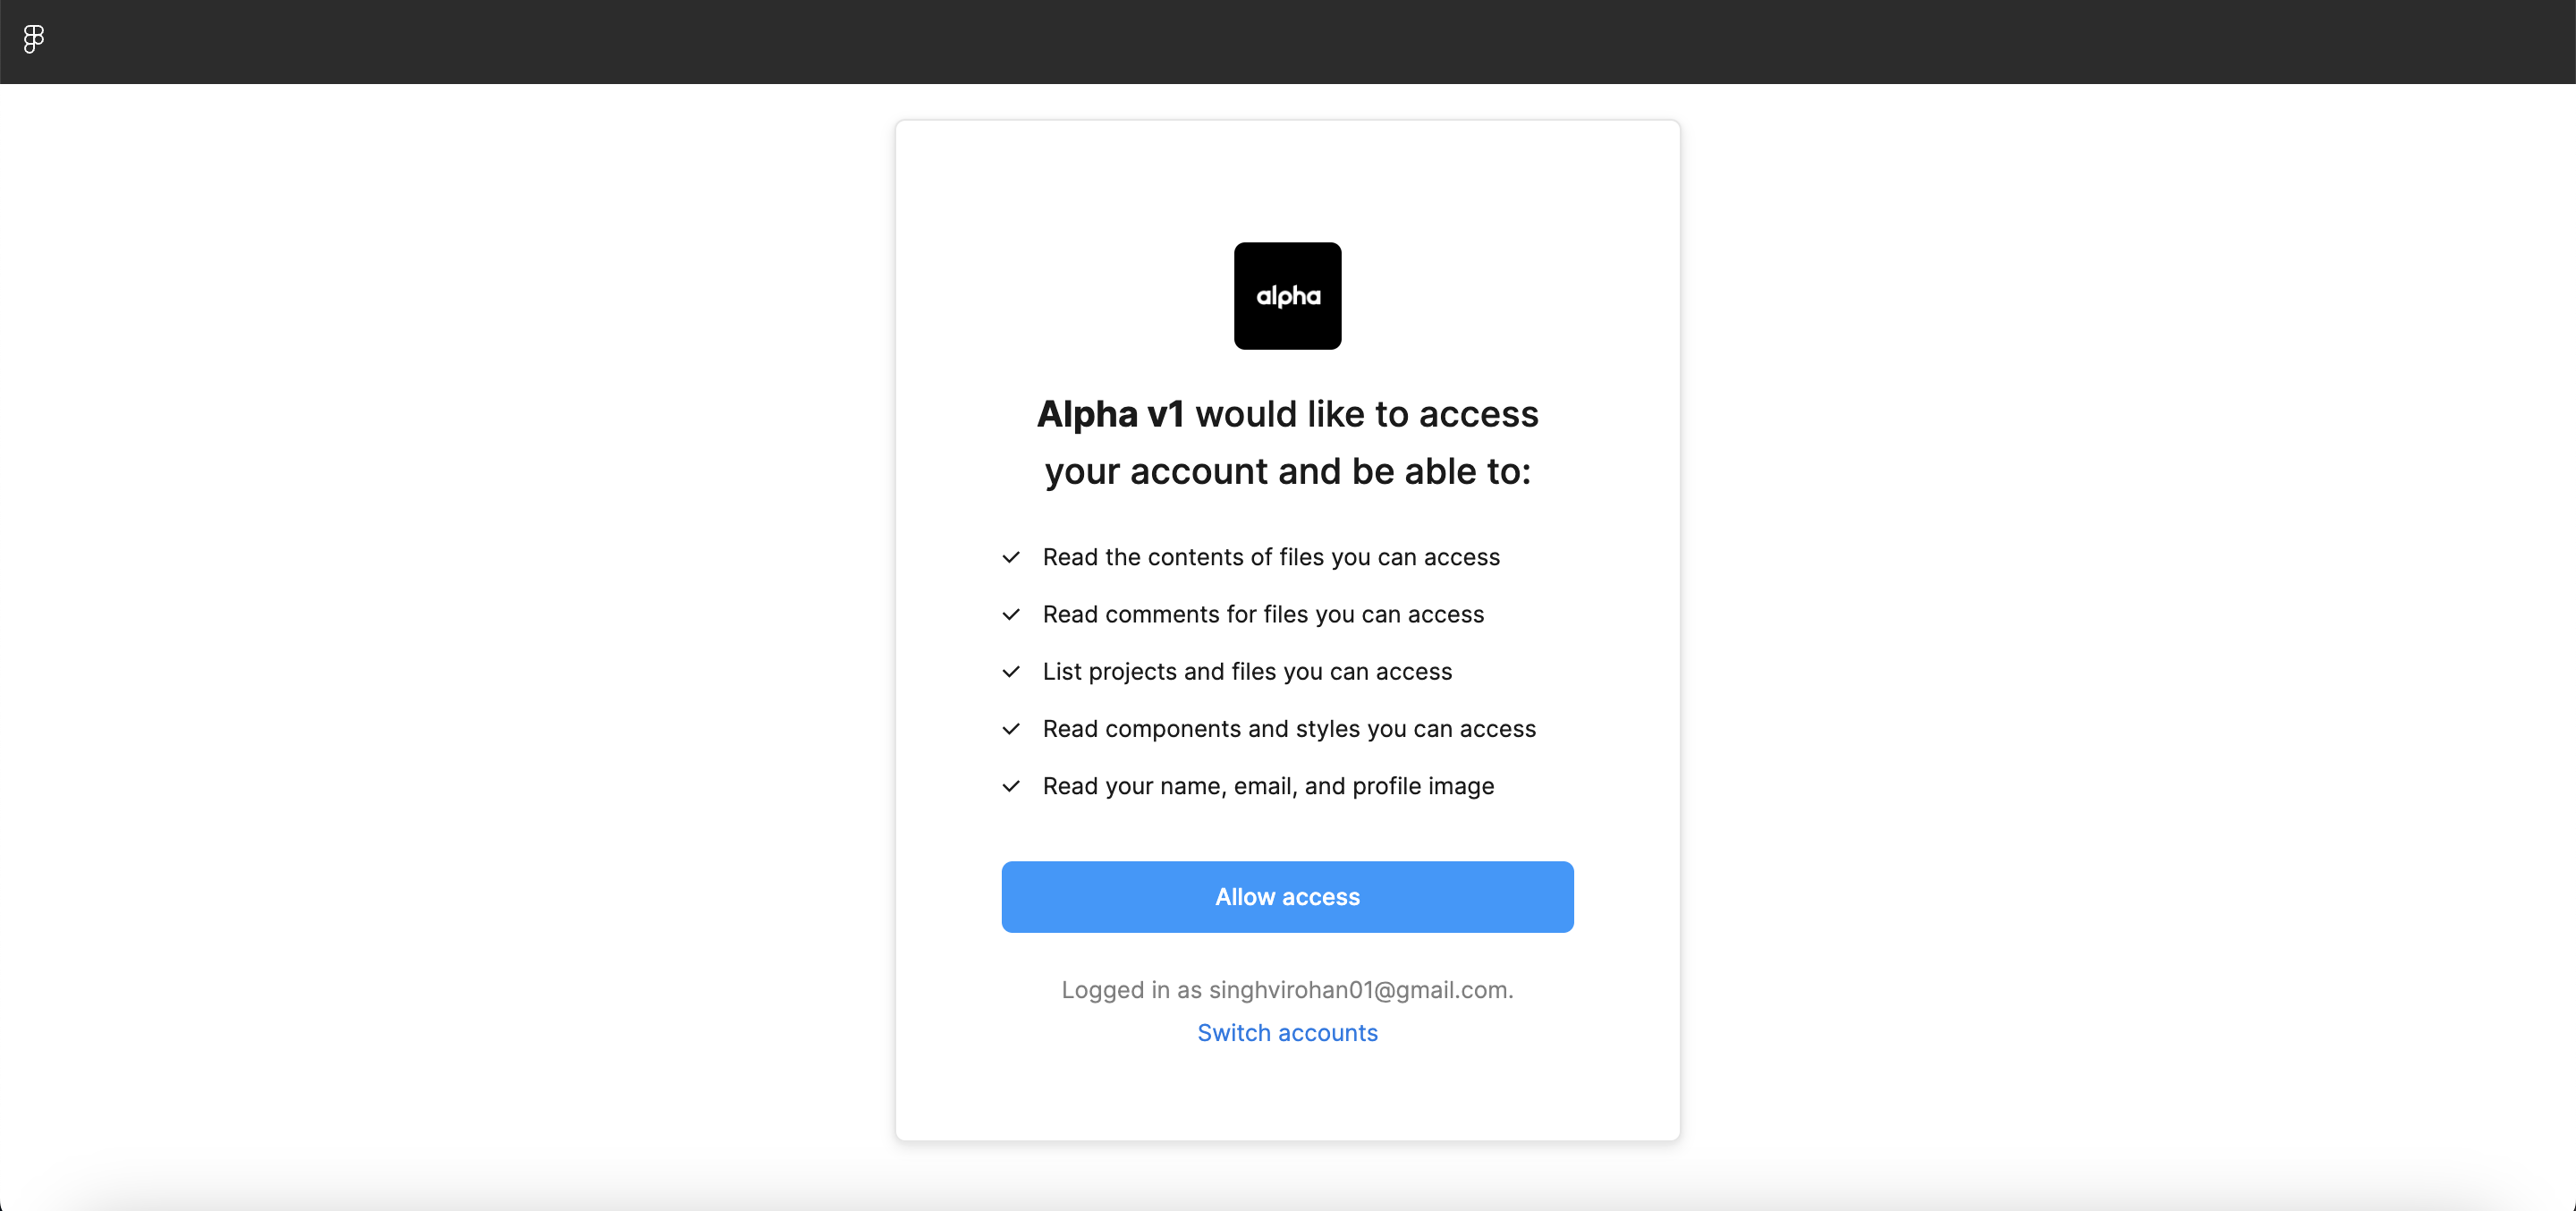 alpha
Alpha v1 would like to access
your account and be able to:
Read the contents of files you can access
Read comments for files you can access
List projects and files you can access
Read components and styles you can access
Read your name, email, and profile image
Allow access
Logged in as singhvirohan01@gmail.com.
Switch accounts